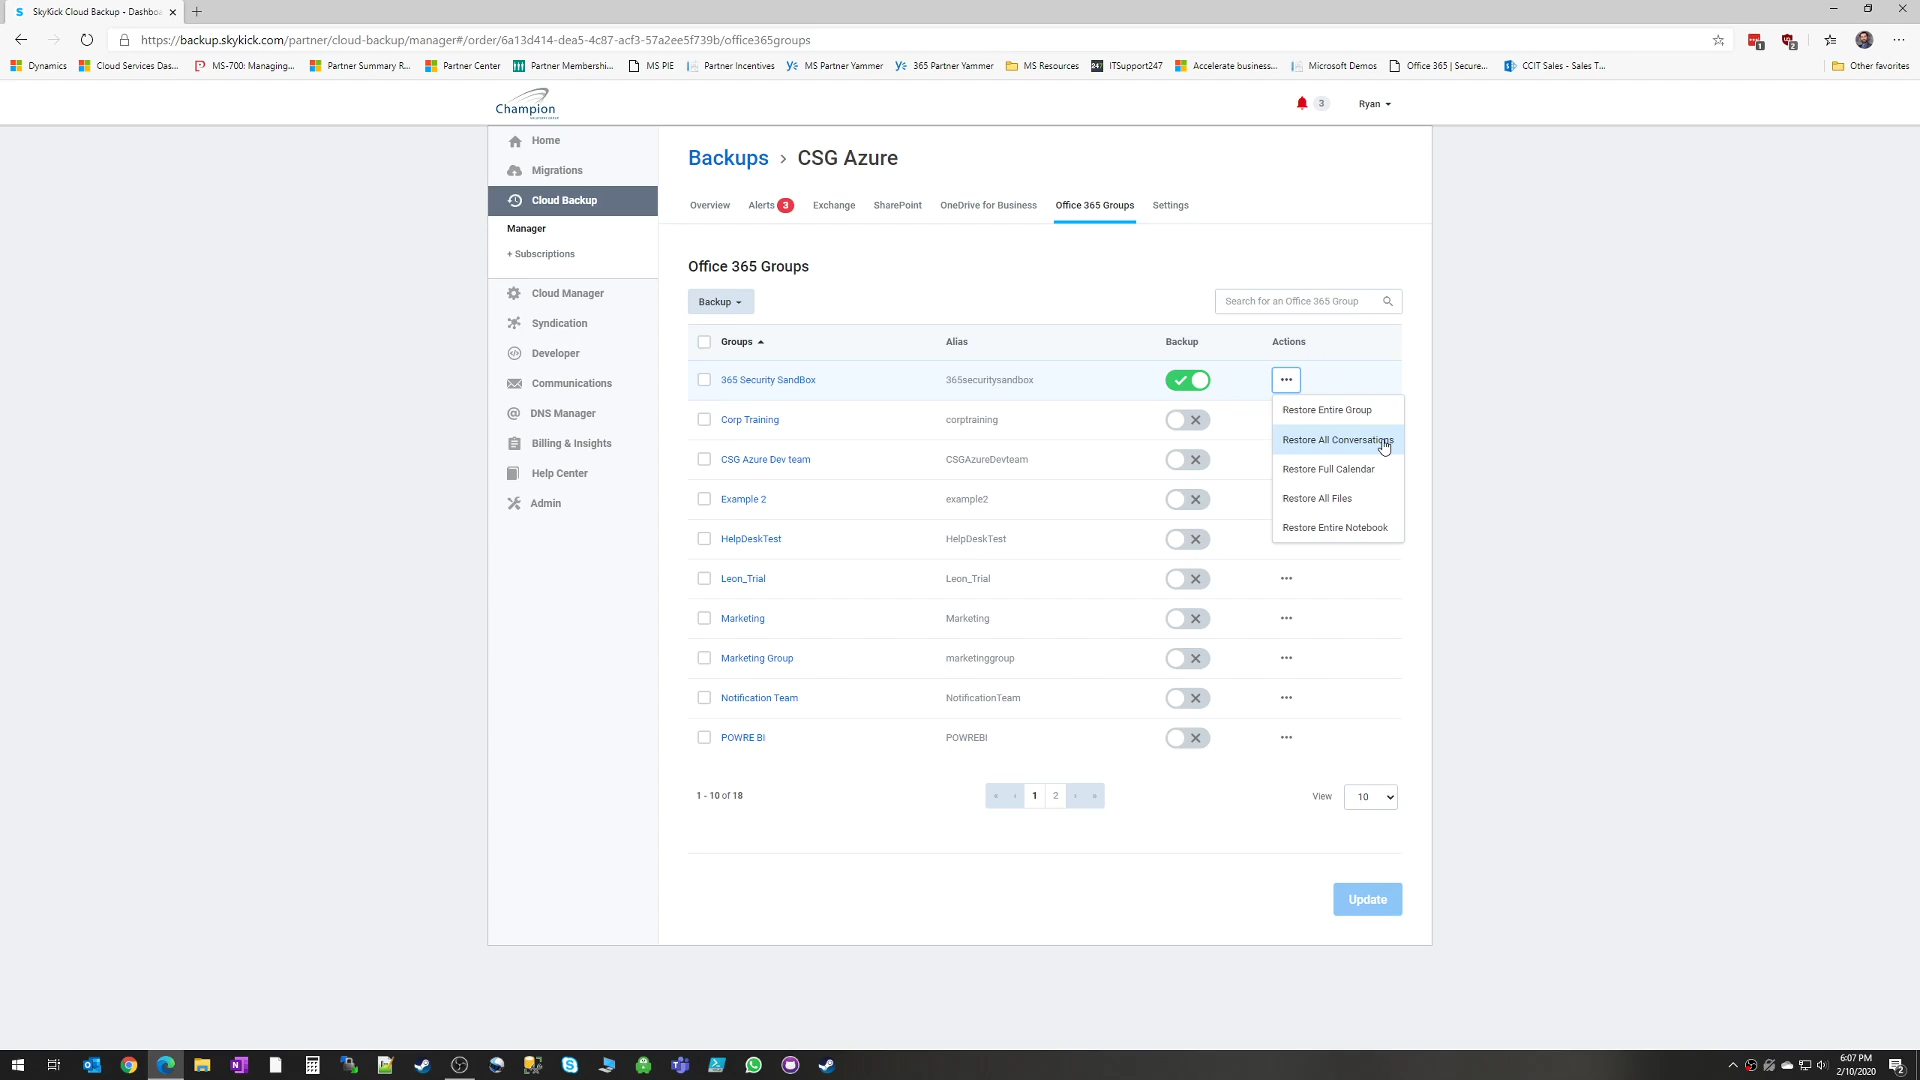 SkyKick Cloud Backup - Dashboa
https://backup.skykick.com/partner/cloud-backup/manager#/order/6a13d414-dea5-4c87-acf3-57a2ee5f739b/office365groups
1
2
Dynamics
Cloud Services Das...
MS-700: Managing...
Partner Summary R...
Partner Center
Partner Membershi...
MS PIE
Partner Incentives
MS Partner Yammer
365 Partner Yammer
MS Resources
ITSupport247
Accelerate business...
Microsoft Demos
Office 365 | Secure...
CCIT Sales - Sales T...
Other favorites
Champion
3
Ryan
Home
Migrations
Cloud Backup
Manager
+ Subscriptions
Cloud Manager
Syndication
Developer
Communications
DNS Manager
Billing & Insights
Help Center
Admin
Backups › CSG Azure
Overview
Alerts 3
Exchange
SharePoint
OneDrive for Business
Office 365 Groups
Settings
Office 365 Groups
Backup
Search for an Office 365 Group
Groups Alias Backup Actions
365 Security SandBox 365securitysandbox
Corp Training corptraining
CSG Azure Dev team CSGAzureDevteam
Example 2 example2
HelpDeskTest HelpDeskTest
Leon_Trial Leon_Trial
Marketing Marketing
Marketing Group marketinggroup
Notification Team NotificationTeam
POWRE BI POWREBI
Restore Entire Group
Restore All Conversations
Restore Full Calendar
Restore All Files
Restore Entire Notebook
1 - 10 of 18
« ‹ 1 2 › »
View 10
Update
6:07 PM
2/10/2020
2